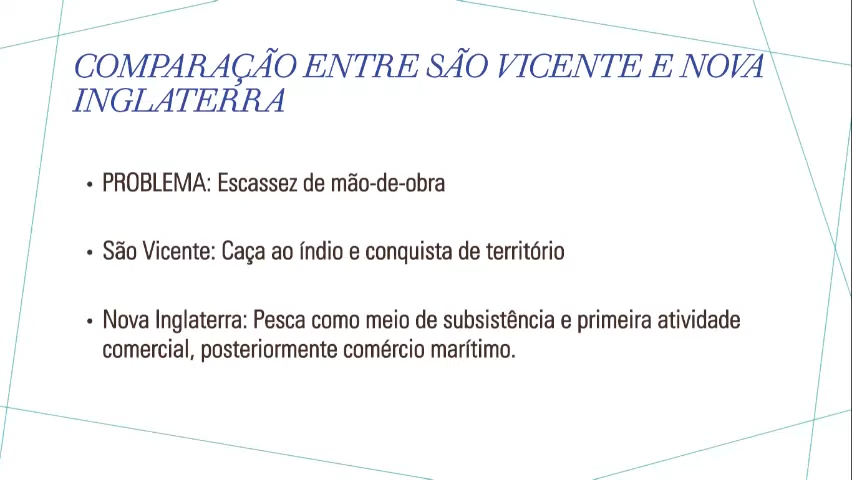 COMPARAÇÃO ENTRE SÃO VICENTE E NOVA
INGLATERRA
• PROBLEMA: Escassez de mão-de-obra
• São Vicente: Caça ao índio e conquista de território
• Nova Inglaterra: Pesca como meio de subsistência e primeira atividade
comercial, posteriormente comércio marítimo.